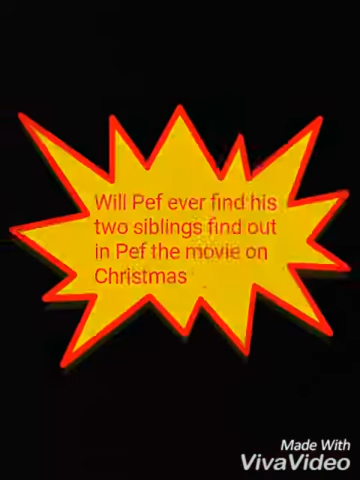 Will Pef ever find his
two siblings find out
in Pef the movie on
Christmas
Made With
VivaVideo